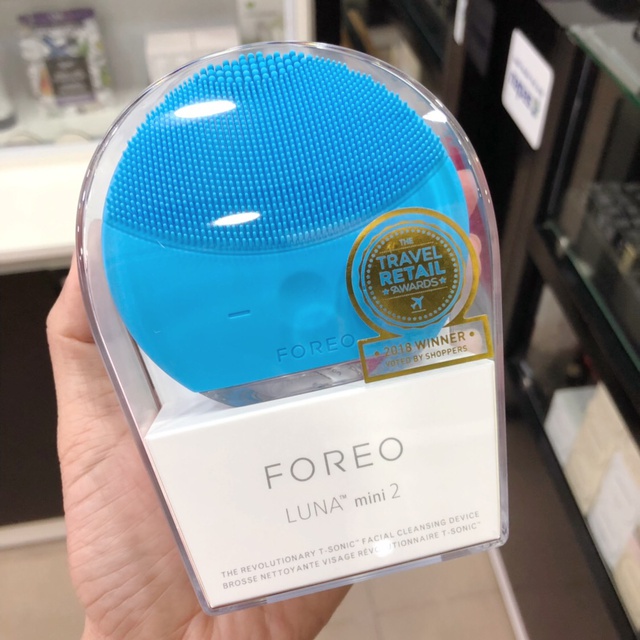 THE
TRAVEL
RETAIL
AWARDS
2018 WINNER
VOTED BY SHOPPERS
FOREO
FOREO
LUNA™ mini 2
THE REVOLUTIONARY T-SONIC™ FACIAL CLEANSING DEVICE
BROSSE NETTOYANTE VISAGE RÉVOLUTIONNAIRE T-SONIC™